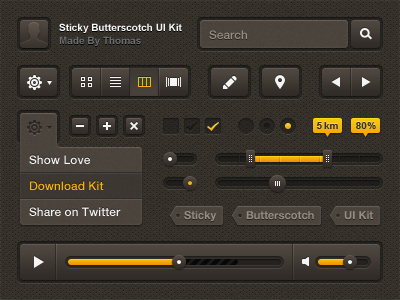 Sticky Butterscotch UI Kit
Made By Thomas
Search
5 km
80%
Show Love
Download Kit
Share on Twitter
Sticky
Butterscotch
UI Kit